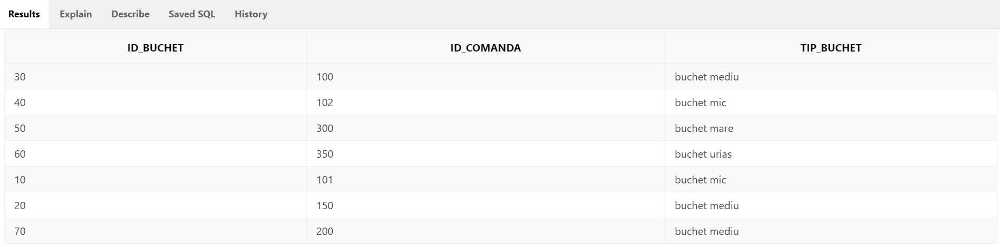 Results Explain Describe Saved SQL History
ID_BUCHET ID_COMANDA TIP_BUCHET
30 100 buchet mediu
40 102 buchet mic
50 300 buchet mare
60 350 buchet urias
10 101 buchet mic
20 150 buchet mediu
70 200 buchet mediu